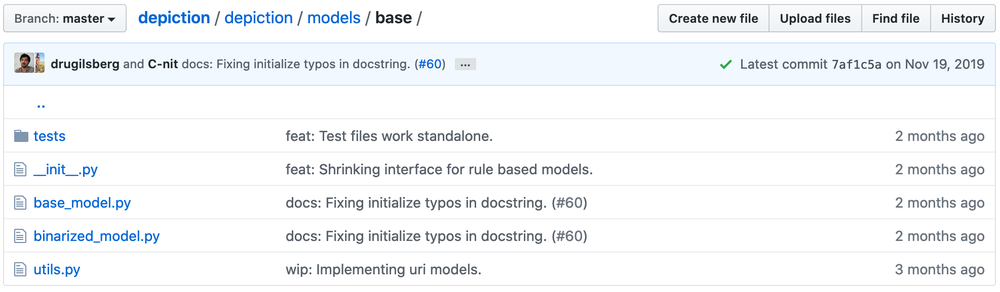 Branch: master depiction / depiction / models / base / Create new file Upload files Find file History
drugilsberg and C-nit docs: Fixing initialize typos in docstring. (#60) ... Latest commit 7af1c5a on Nov 19, 2019
..
tests feat: Test files work standalone. 2 months ago
__init__.py feat: Shrinking interface for rule based models. 2 months ago
base_model.py docs: Fixing initialize typos in docstring. (#60) 2 months ago
binarized_model.py docs: Fixing initialize typos in docstring. (#60) 2 months ago
utils.py wip: Implementing uri models. 3 months ago